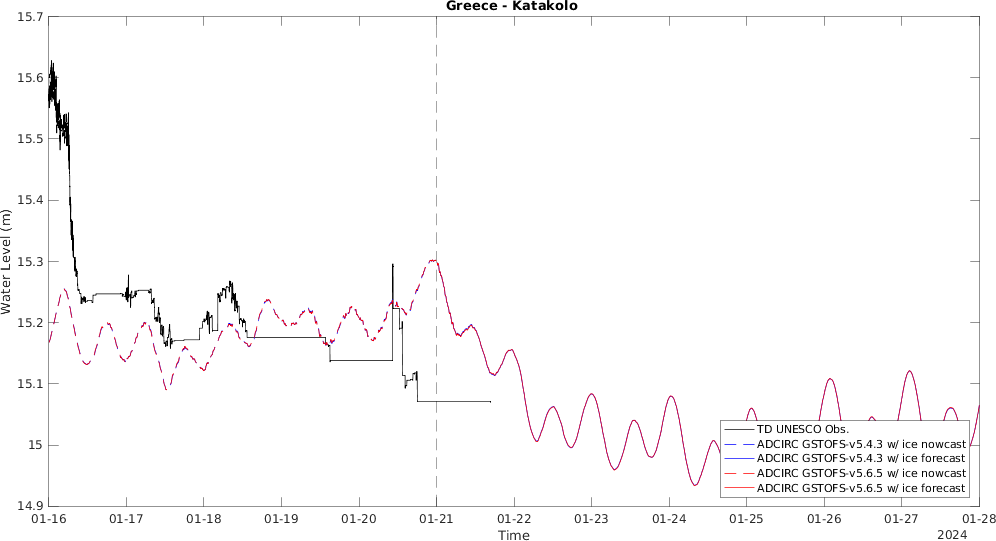 Greece - Katakolo
15.7
15.6
15.5
15.4
15.3
15.2
15.1
15
14.9
Water Level (m)
TD UNESCO Obs.
ADCIRC GSTOFS-v5.4.3 w/ ice nowcast
ADCIRC GSTOFS-v5.4.3 w/ ice forecast
ADCIRC GSTOFS-v5.6.5 w/ ice nowcast
ADCIRC GSTOFS-v5.6.5 w/ ice forecast
01-16 01-17 01-18 01-19 01-20 01-21 01-22 01-23 01-24 01-25 01-26 01-27 01-28
Time
2024